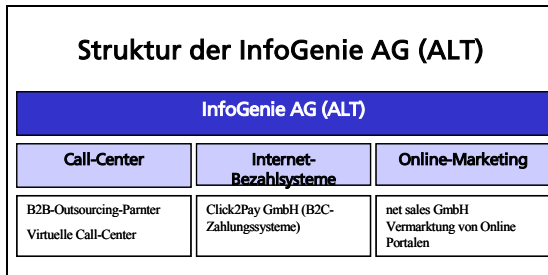 Struktur der InfoGenie AG (ALT)
InfoGenie AG (ALT)
Call-Center
Internet-
Bezahlsysteme
Online-Marketing
B2B-Outsourcing-Parnter
Virtuelle Call-Center
Click2Pay GmbH (B2C-
Zahlungssysteme)
net sales GmbH
Vermarktung von Online
Portalen